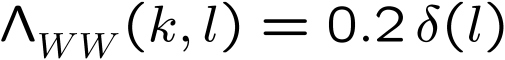 Λ_{WW}(k, l) = 0.2 δ(l)